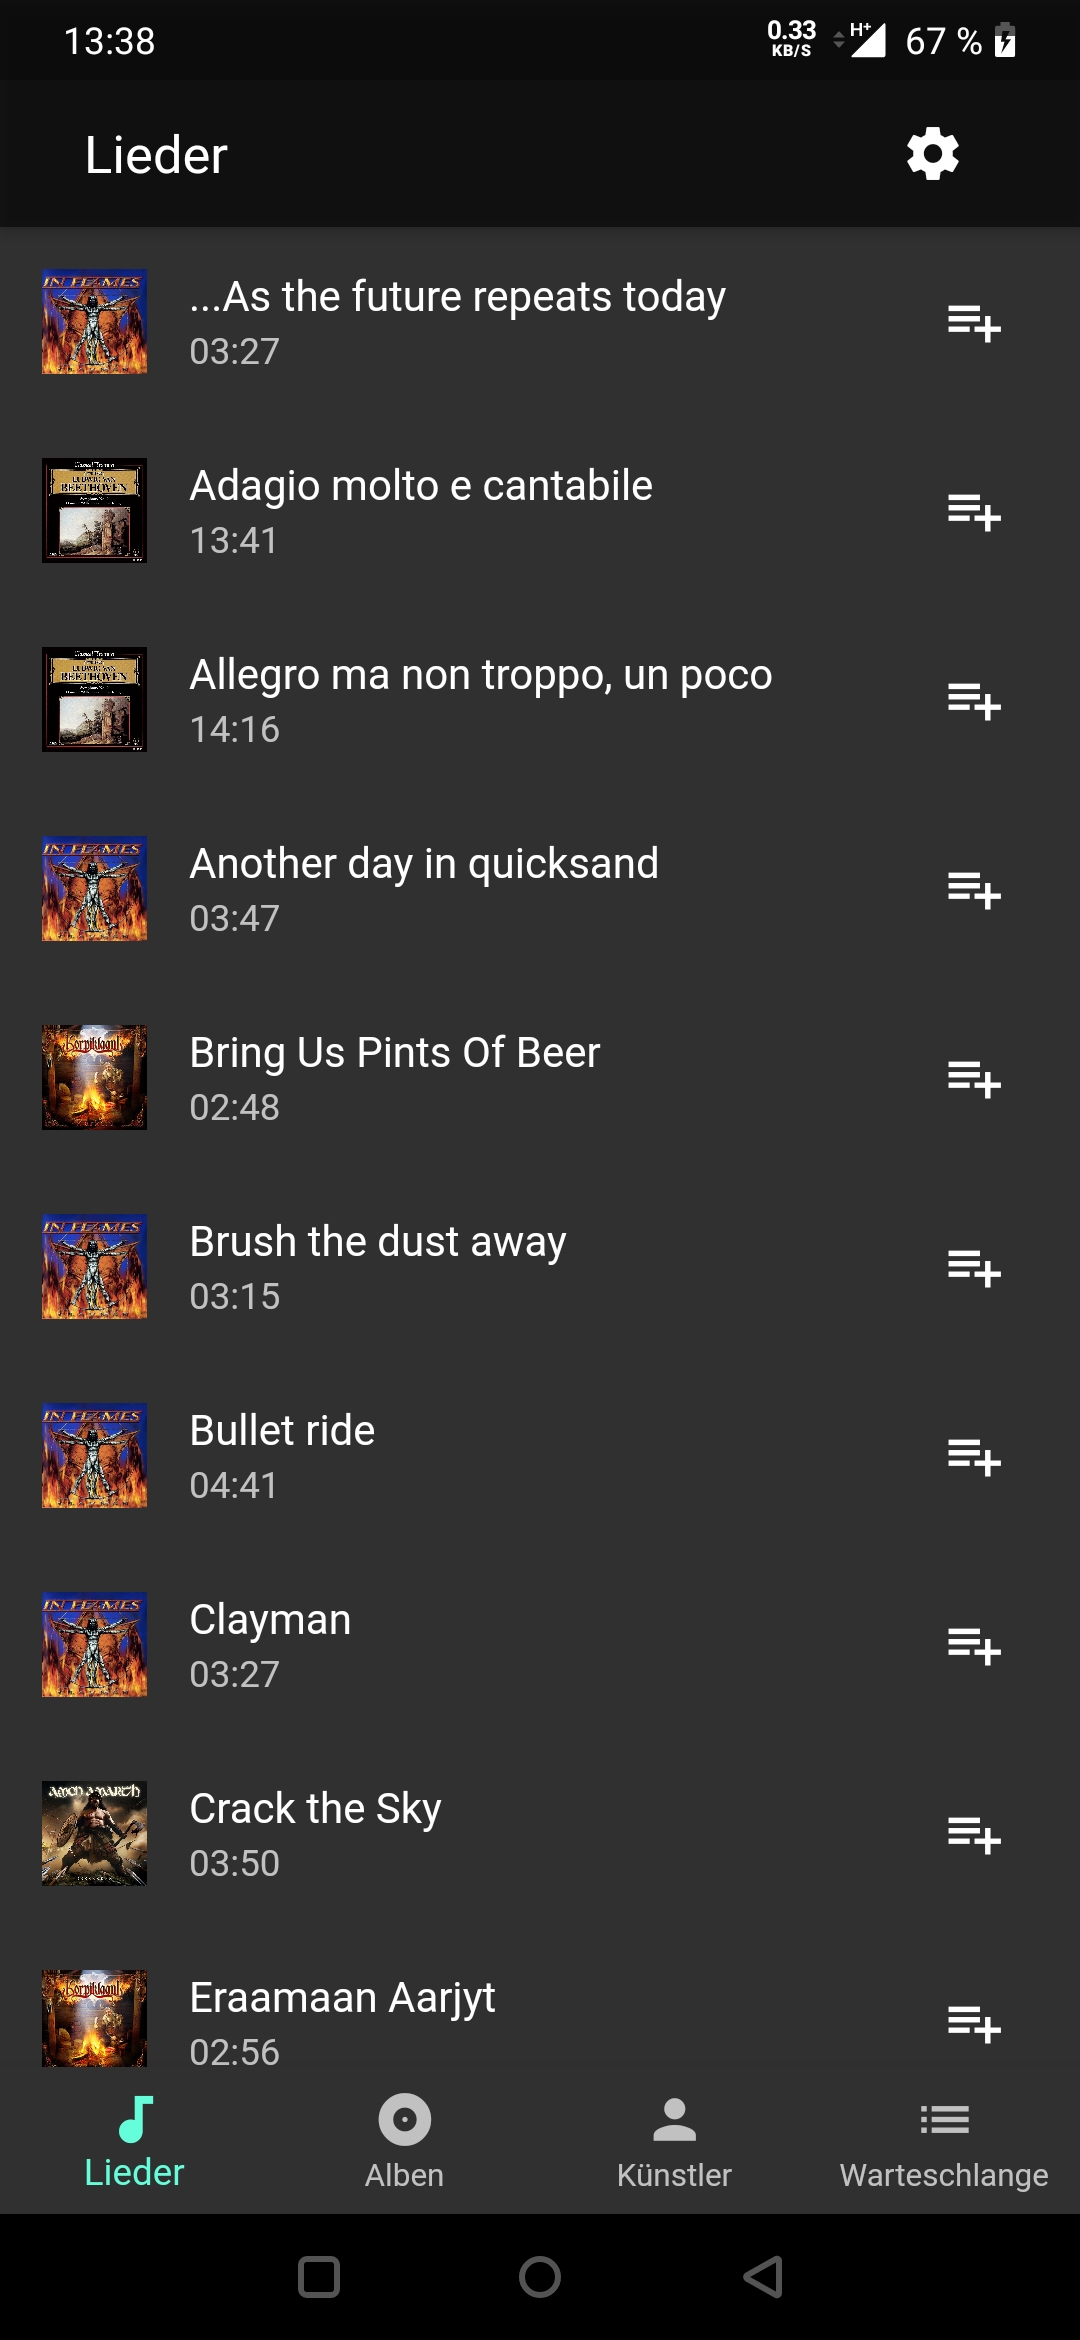 13:38
0.33
KB/S
H+
67 %
Lieder
IN FLAMES
...As the future repeats today
03:27
LUDWIG VAN
BEETHOVEN
Adagio molto e cantabile
13:41
LUDWIG VAN
BEETHOVEN
Allegro ma non troppo, un poco
14:16
IN FLAMES
Another day in quicksand
03:47
Korpiklaani
Bring Us Pints Of Beer
02:48
IN FLAMES
Brush the dust away
03:15
IN FLAMES
Bullet ride
04:41
IN FLAMES
Clayman
03:27
AMON AMARTH
Crack the Sky
03:50
Korpiklaani
Eraamaan Aarjyt
02:56
Lieder
Alben
Künstler
Warteschlange